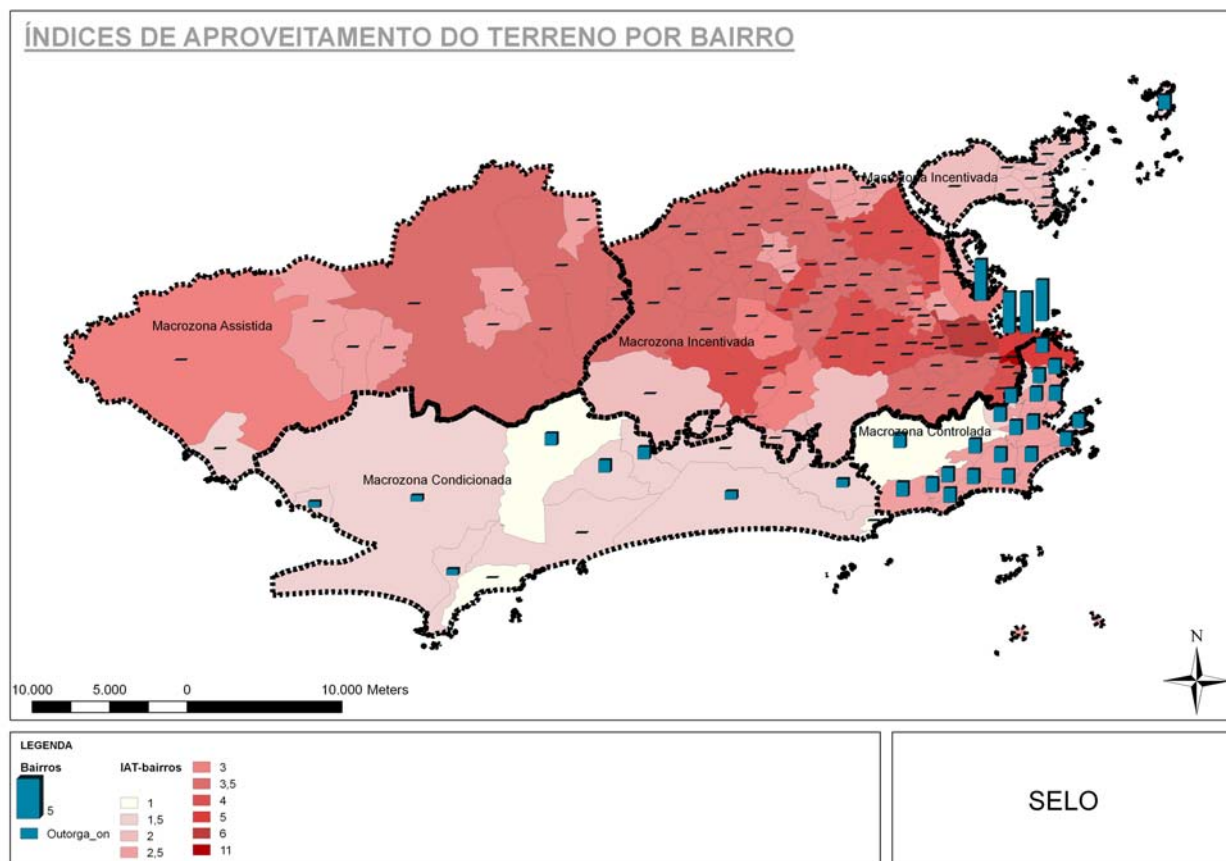 ÍNDICES DE APROVEITAMENTO DO TERRENO POR BAIRRO
Macrozona Incentivada
Macrozona Assistida
Macrozona Incentivada
Macrozona Controlada
Macrozona Condicionada
N
10.000 5.000 0 10.000 Meters
LEGENDA
Bairros
5
Outorga_on
IAT-bairros
1
1,5
2
2,5
3
3,5
4
5
6
11
SELO